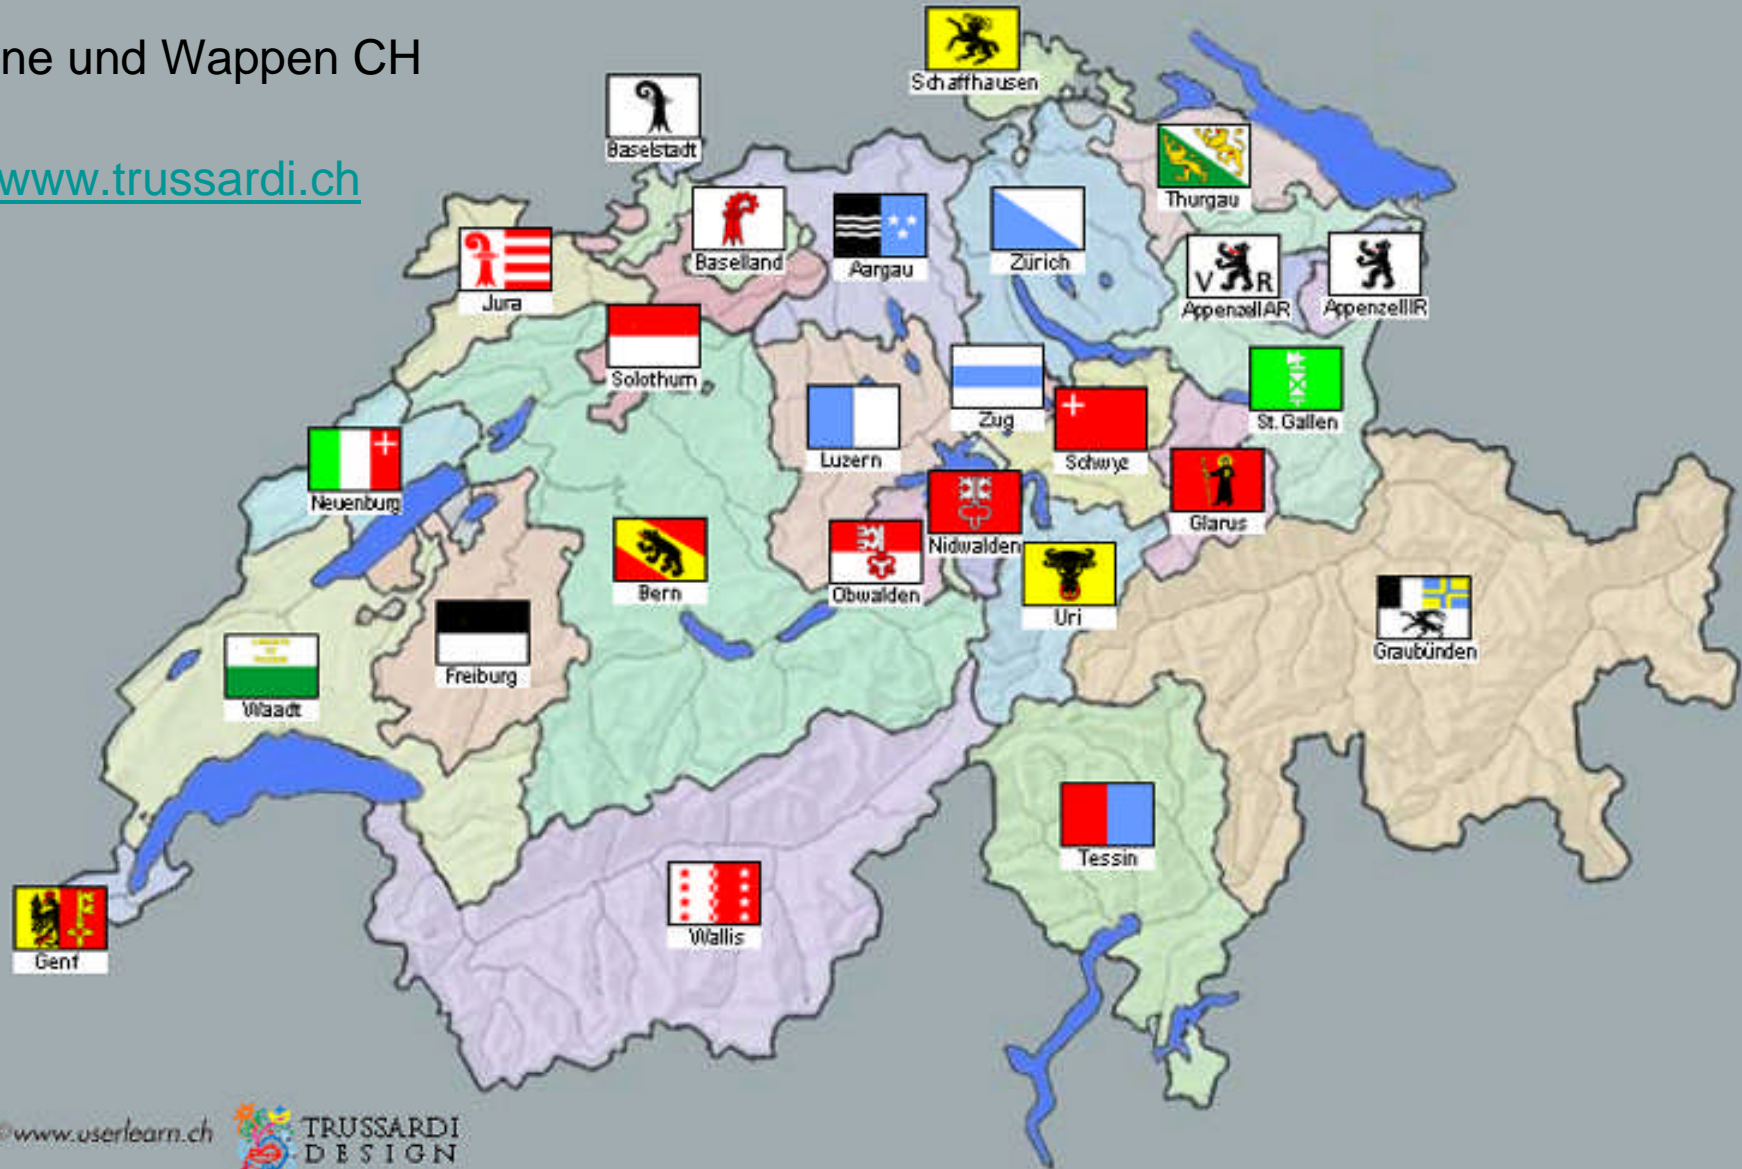 ne und Wappen CH
www.trussardi.ch
Schaffhausen
Baselstadt
Thurgau
Baselland
Aargau
Zürich
Jura
AppenzellAR
V R
AppenzellIR
Solothurn
Zug
St.Gallen
Luzern
Schwyz
Neuenburg
Glarus
Nidwalden
Bern
Obwalden
Uri
Graubünden
Freiburg
Waadt
Tessin
Wallis
Genf
©www.userlearn.ch
TRUSSARDI
DESIGN